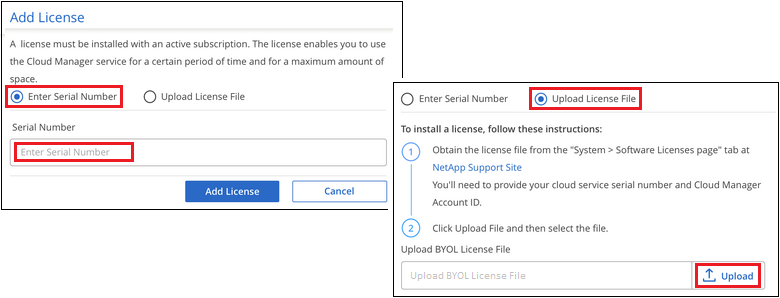 Add License
A license must be installed with an active subscription. The license enables you to use
the Cloud Manager service for a certain period of time and for a maximum amount of
space.
Enter Serial Number
Upload License File
Serial Number
Enter Serial Number
Add License
Cancel
Enter Serial Number
Upload License File
To install a license, follow these instructions:
1
Obtain the license file from the "System > Software Licenses page" tab at
NetApp Support Site
You'll need to provide your cloud service serial number and Cloud Manager
Account ID.
2
Click Upload File and then select the file.
Upload BYOL License File
Upload BYOL License File
Upload